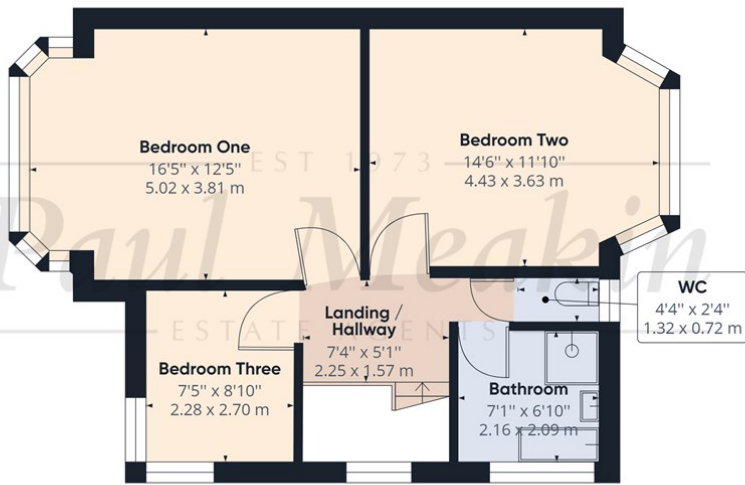 Bedroom One
16'5" x 12'5"
5.02 x 3.81 m
Bedroom Two
14'6" x 11'10"
4.43 x 3.63 m
EST 1973
Paul Meakin
ESTATE AGENTS
WC
4'4" x 2'4"
1.32 x 0.72 m
Landing /
Hallway
7'4" x 5'1"
2.25 x 1.57 m
Bedroom Three
7'5" x 8'10"
2.28 x 2.70 m
Bathroom
7'1" x 6'10"
2.16 x 2.09 m